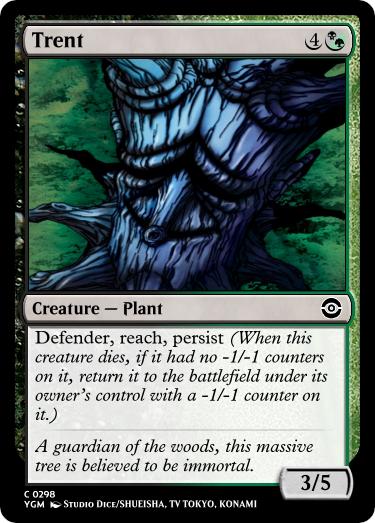 Trent 4
Creature — Plant
Defender, reach, persist (When this
creature dies, if it had no -1/-1 counters
on it, return it to the battlefield under its
owner's control with a -1/-1 counter on
it.)
A guardian of the woods, this massive
tree is believed to be immortal.
3/5
C 0298
YGM Studio Dice/SHUEISHA, TV TOKYO, KONAMI